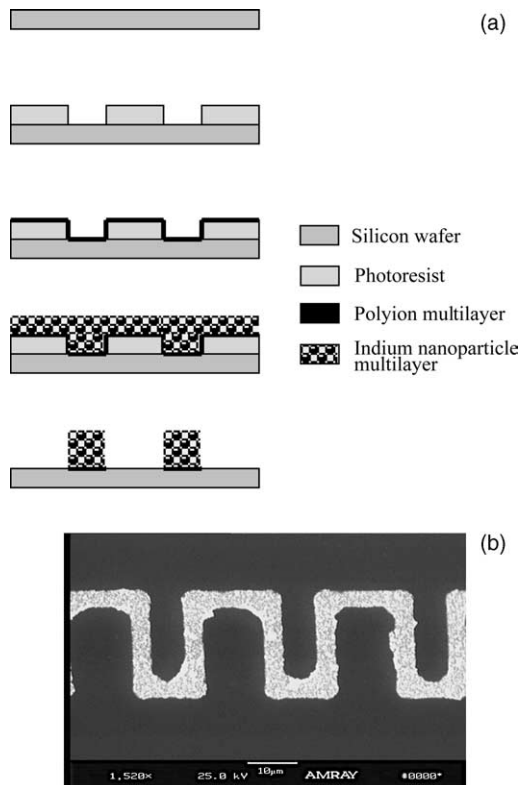 (a)
Silicon wafer
Photoresist
Polyion multilayer
Indium nanoparticle
multilayer
(b)
1,520× 25.0 kV 10µm AMRAY #0000*